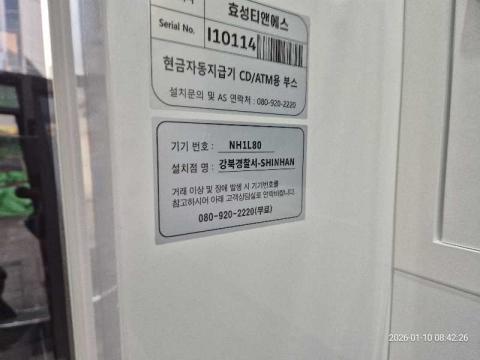 효성티앤에스
Serial No. I10114
현금자동지급기 CD/ATM용 부스
설치문의 및 AS 연락처 : 080-920-2220
기기 번호 : NH1L80
설치점 명 : 강북경찰서-SHINHAN
거래 이상 및 장애 발생 시 기기번호를
참고하시어 아래 고객상담실로 연락바랍니다.
080-920-2220(무료)
2026-01-10 08:42:26